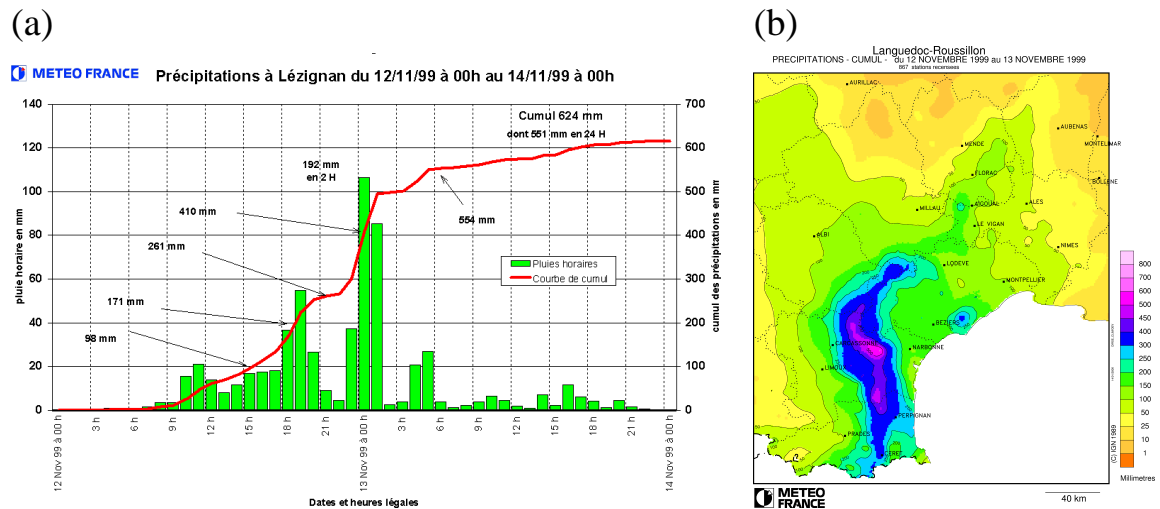 (a)
METEO FRANCE
Précipitations à Lézignan du 12/11/99 à 00h au 14/11/99 à 00h
pluie horaire en mm
140
120
100
80
60
40
20
0
700
600
500
400
300
200
100
0
cumul des précipitations en mm
Cumul 624 mm
dont 551 mm en 24 H
192 mm
en 2 H
410 mm
554 mm
261 mm
171 mm
98 mm
Pluies horaires
Courbe de cumul
12 Nov 99 à 00 h
3 h
6 h
9 h
12 h
15 h
18 h
21 h
13 Nov 99 à 00 h
3 h
6 h
9 h
12 h
15 h
18 h
21 h
14 Nov 99 à 00 h
Dates et heures légales
(b)
Languedoc-Roussillon
PRECIPITATIONS - CUMUL - du 12 NOVEMBRE 1999 au 13 NOVEMBRE 1999
867 stations recensees
AURILLAC
AUBENAS
MONTELIMAR
MENDE
BOLLENE
FLORAC
MILLAU
AIGOUAL
ALES
LE VIGAN
ALBI
NIMES
LODEVE
MONTPELLIER
BEZIERS
CARCASSONNE
NARBONNE
LIMOUX
PERPIGNAN
PRADES
CERET
800
700
600
500
450
400
350
300
250
200
150
100
50
25
10
1
(C) IGN 1989
Millimetres
METEO
FRANCE
40 km